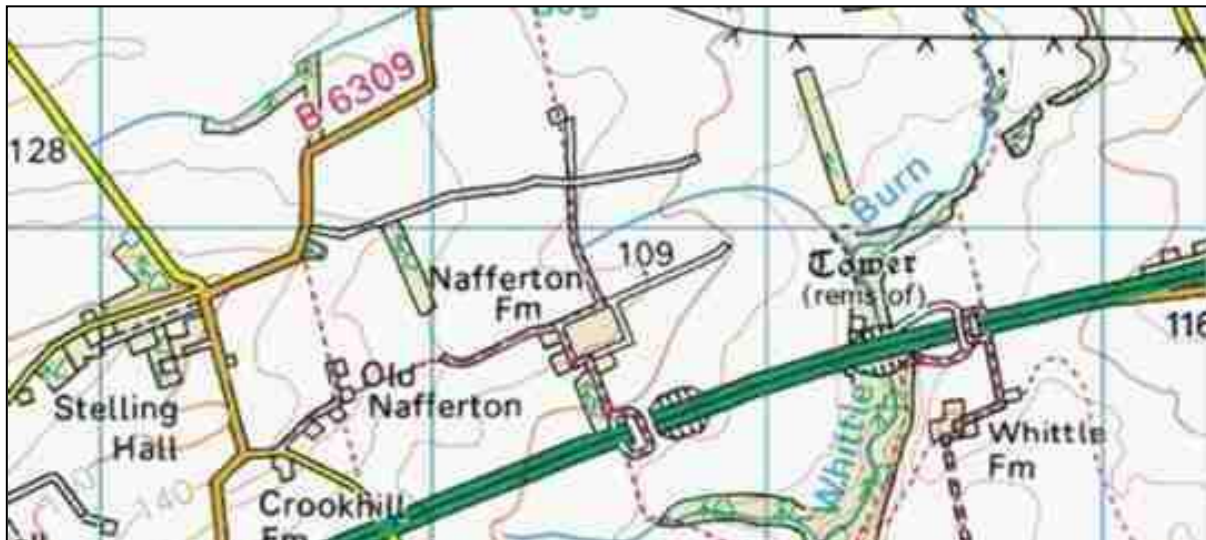 B 6309
128
Burn
109
Tower
(rems of)
Nafferton
Fm
116
Old
Nafferton
Stelling
Hall
Whittle
Whittle
Fm
140
Crookhill
Fm